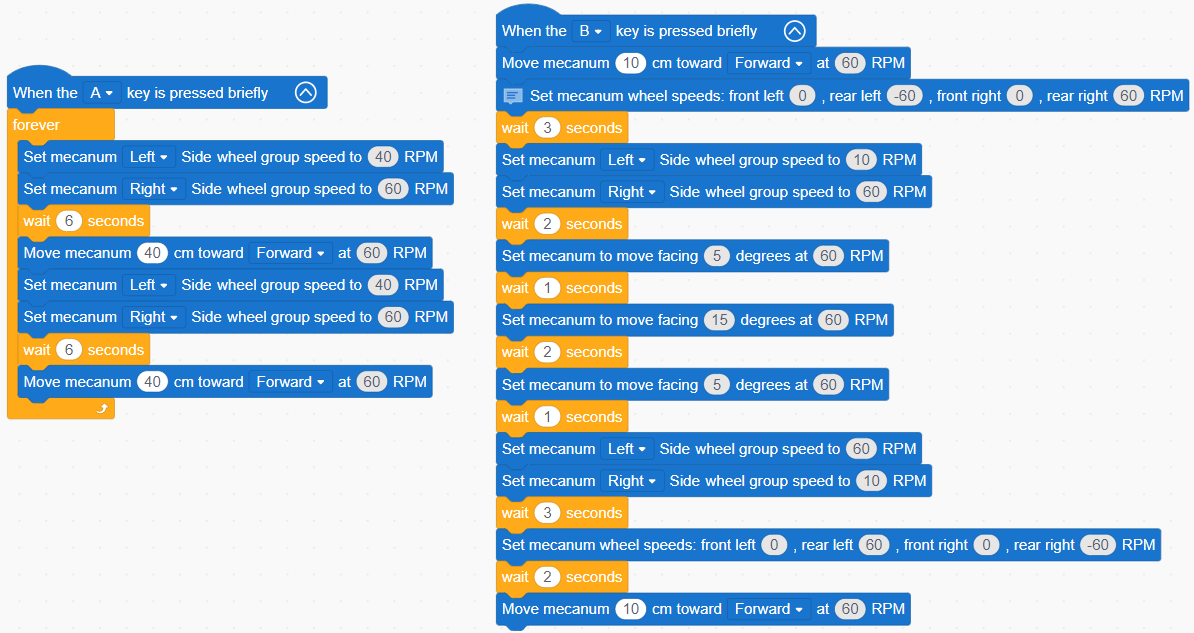 When the A key is pressed briefly
forever
Set mecanum Left Side wheel group speed to 40 RPM
Set mecanum Right Side wheel group speed to 60 RPM
wait 6 seconds
Move mecanum 40 cm toward Forward at 60 RPM
Set mecanum Left Side wheel group speed to 40 RPM
Set mecanum Right Side wheel group speed to 60 RPM
wait 6 seconds
Move mecanum 40 cm toward Forward at 60 RPM
When the B key is pressed briefly
Move mecanum 10 cm toward Forward at 60 RPM
Set mecanum wheel speeds: front left 0 , rear left -60 , front right 0 , rear right 60 RPM
wait 3 seconds
Set mecanum Left Side wheel group speed to 10 RPM
Set mecanum Right Side wheel group speed to 60 RPM
wait 2 seconds
Set mecanum to move facing 5 degrees at 60 RPM
wait 1 seconds
Set mecanum to move facing 15 degrees at 60 RPM
wait 2 seconds
Set mecanum to move facing 5 degrees at 60 RPM
wait 1 seconds
Set mecanum Left Side wheel group speed to 60 RPM
Set mecanum Right Side wheel group speed to 10 RPM
wait 3 seconds
Set mecanum wheel speeds: front left 0 , rear left 60 , front right 0 , rear right -60 RPM
wait 2 seconds
Move mecanum 10 cm toward Forward at 60 RPM